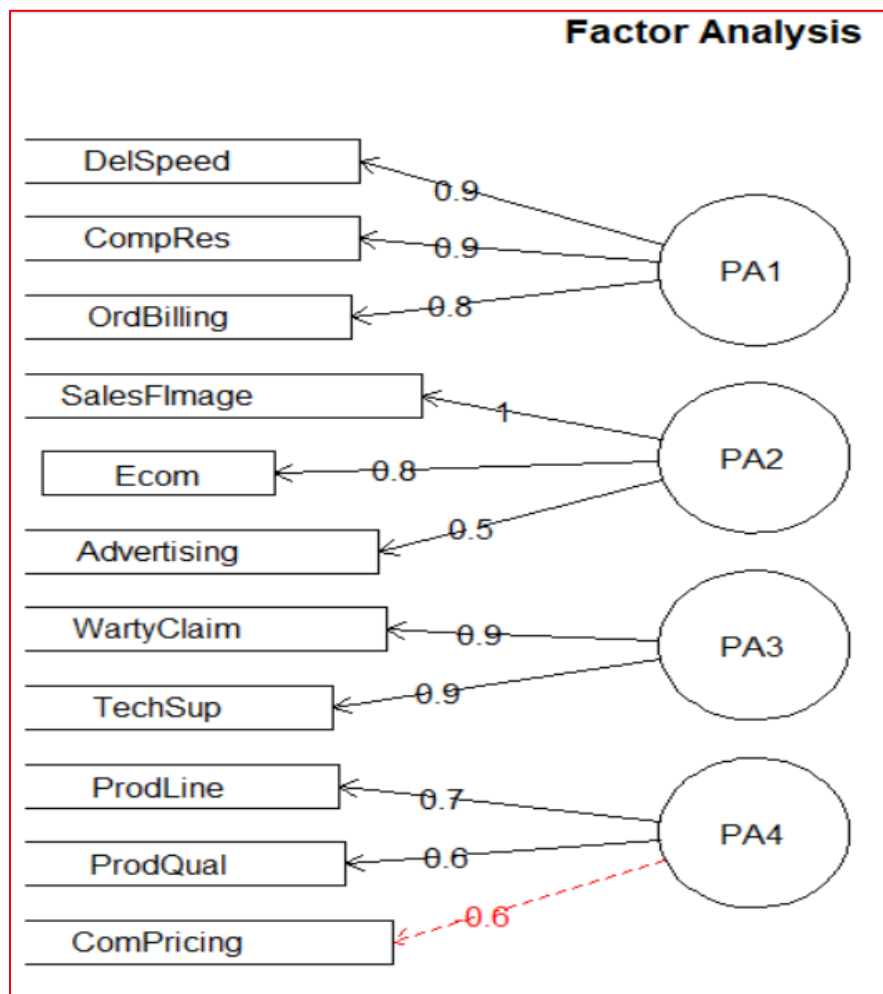 Factor Analysis
DelSpeed
0.9
CompRes
0.9
PA1
OrdBilling
0.8
SalesFImage
1
PA2
Ecom
0.8
Advertising
0.5
WartyClaim
0.9
PA3
TechSup
0.9
ProdLine
0.7
PA4
ProdQual
0.6
ComPricing
-0.6